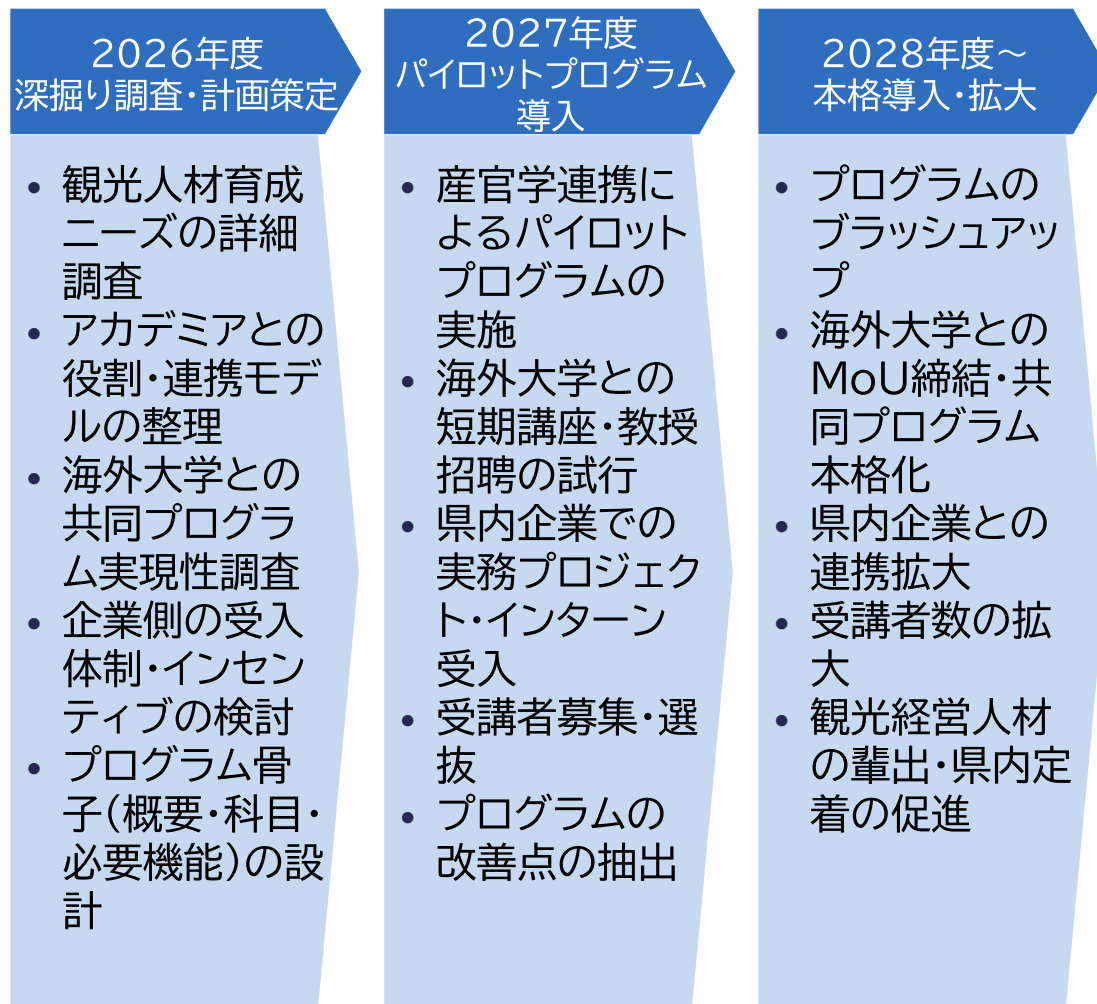 2026年度
深掘り調査・計画策定
• 観光人材育成
ニーズの詳細
調査
• アカデミアとの
役割・連携モデ
ルの整理
• 海外大学との
共同プログラ
ム実現性調査
• 企業側の受入
体制・インセン
ティブの検討
• プログラム骨
子(概要・科目・
必要機能)の設
計
2027年度
パイロットプログラム
導入
• 産官学連携に
よるパイロット
プログラムの
実施
• 海外大学との
短期講座・教授
招聘の試行
• 県内企業での
実務プロジェク
ト・インターン
受入
• 受講者募集・選
抜
• プログラムの
改善点の抽出
2028年度～
本格導入・拡大
• プログラムの
ブラッシュアッ
プ
• 海外大学との
MoU締結・共
同プログラム
本格化
• 県内企業との
連携拡大
• 受講者数の拡
大
• 観光経営人材
の輩出・県内定
着の促進